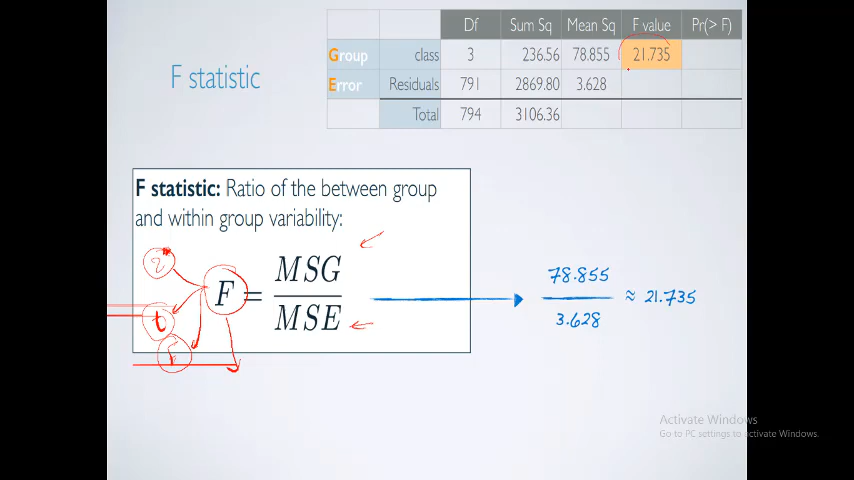 Df Sum Sq Mean Sq F value Pr(> F)
Group class 3 236.56 78.855 21.735
Error Residuals 791 2869.80 3.628
Total 794 3106.36
F statistic
F statistic: Ratio of the between group
and within group variability:
F = MSG
MSE
78.855
3.628
≈ 21.735
t
F
Activate Windows
Go to PC settings to activate Windows.